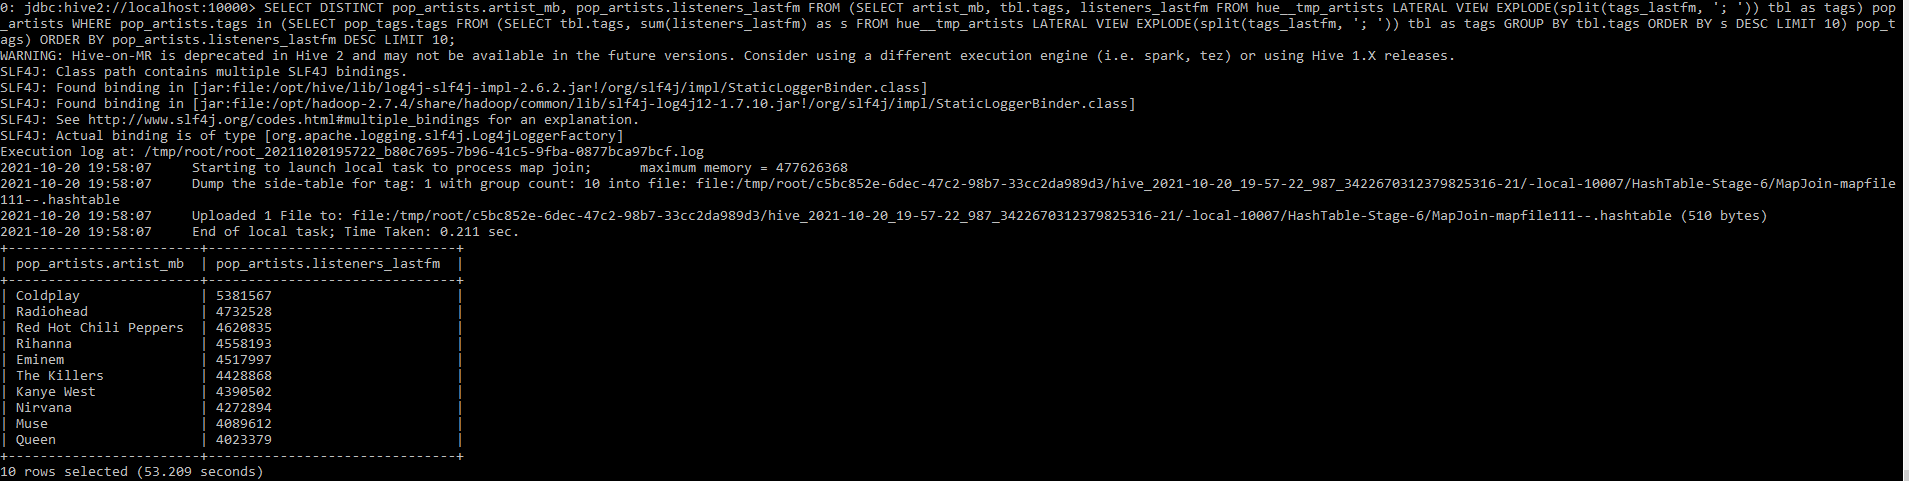 0: jdbc:hive2://localhost:10000> SELECT DISTINCT pop_artists.artist_mb, pop_artists.listeners_lastfm FROM (SELECT artist_mb, tbl.tags, listeners_lastfm FROM hue__tmp_artists LATERAL VIEW EXPLODE(split(tags_lastfm, '; ')) tbl as tags) pop
_artists WHERE pop_artists.tags in (SELECT pop_tags.tags FROM (SELECT tbl.tags, sum(listeners_lastfm) as s FROM hue__tmp_artists LATERAL VIEW EXPLODE(split(tags_lastfm, '; ')) tbl as tags GROUP BY tbl.tags ORDER BY s DESC LIMIT 10) pop_t
ags) ORDER BY pop_artists.listeners_lastfm DESC LIMIT 10;
WARNING: Hive-on-MR is deprecated in Hive 2 and may not be available in the future versions. Consider using a different execution engine (i.e. spark, tez) or using Hive 1.X releases.
SLF4J: Class path contains multiple SLF4J bindings.
SLF4J: Found binding in [jar:file:/opt/hive/lib/log4j-slf4j-impl-2.6.2.jar!/org/slf4j/impl/StaticLoggerBinder.class]
SLF4J: Found binding in [jar:file:/opt/hadoop-2.7.4/share/hadoop/common/lib/slf4j-log4j12-1.7.10.jar!/org/slf4j/impl/StaticLoggerBinder.class]
SLF4J: See http://www.slf4j.org/codes.html#multiple_bindings for an explanation.
SLF4J: Actual binding is of type [org.apache.logging.slf4j.Log4jLoggerFactory]
Execution log at: /tmp/root/root_20211020195722_b80c7695-7b96-41c5-9fba-0877bca97bcf.log
2021-10-20 19:58:07     Starting to launch local task to process map join;      maximum memory = 477626368
2021-10-20 19:58:07     Dump the side-table for tag: 1 with group count: 10 into file: file:/tmp/root/c5bc852e-6dec-47c2-98b7-33cc2da989d3/hive_2021-10-20_19-57-22_987_3422670312379825316-21/-local-10007/HashTable-Stage-6/MapJoin-mapfile
111--.hashtable
2021-10-20 19:58:07     Uploaded 1 File to: file:/tmp/root/c5bc852e-6dec-47c2-98b7-33cc2da989d3/hive_2021-10-20_19-57-22_987_3422670312379825316-21/-local-10007/HashTable-Stage-6/MapJoin-mapfile111--.hashtable (510 bytes)
2021-10-20 19:58:07     End of local task; Time Taken: 0.211 sec.
+------------------------+-------------------------------+
| pop_artists.artist_mb  | pop_artists.listeners_lastfm  |
+------------------------+-------------------------------+
| Coldplay               | 5381567                       |
| Radiohead              | 4732528                       |
| Red Hot Chili Peppers  | 4620835                       |
| Rihanna                | 4558193                       |
| Eminem                 | 4517997                       |
| The Killers            | 4428868                       |
| Kanye West             | 4390502                       |
| Nirvana                | 4272894                       |
| Muse                   | 4089612                       |
| Queen                  | 4023379                       |
+------------------------+-------------------------------+
10 rows selected (53.209 seconds)